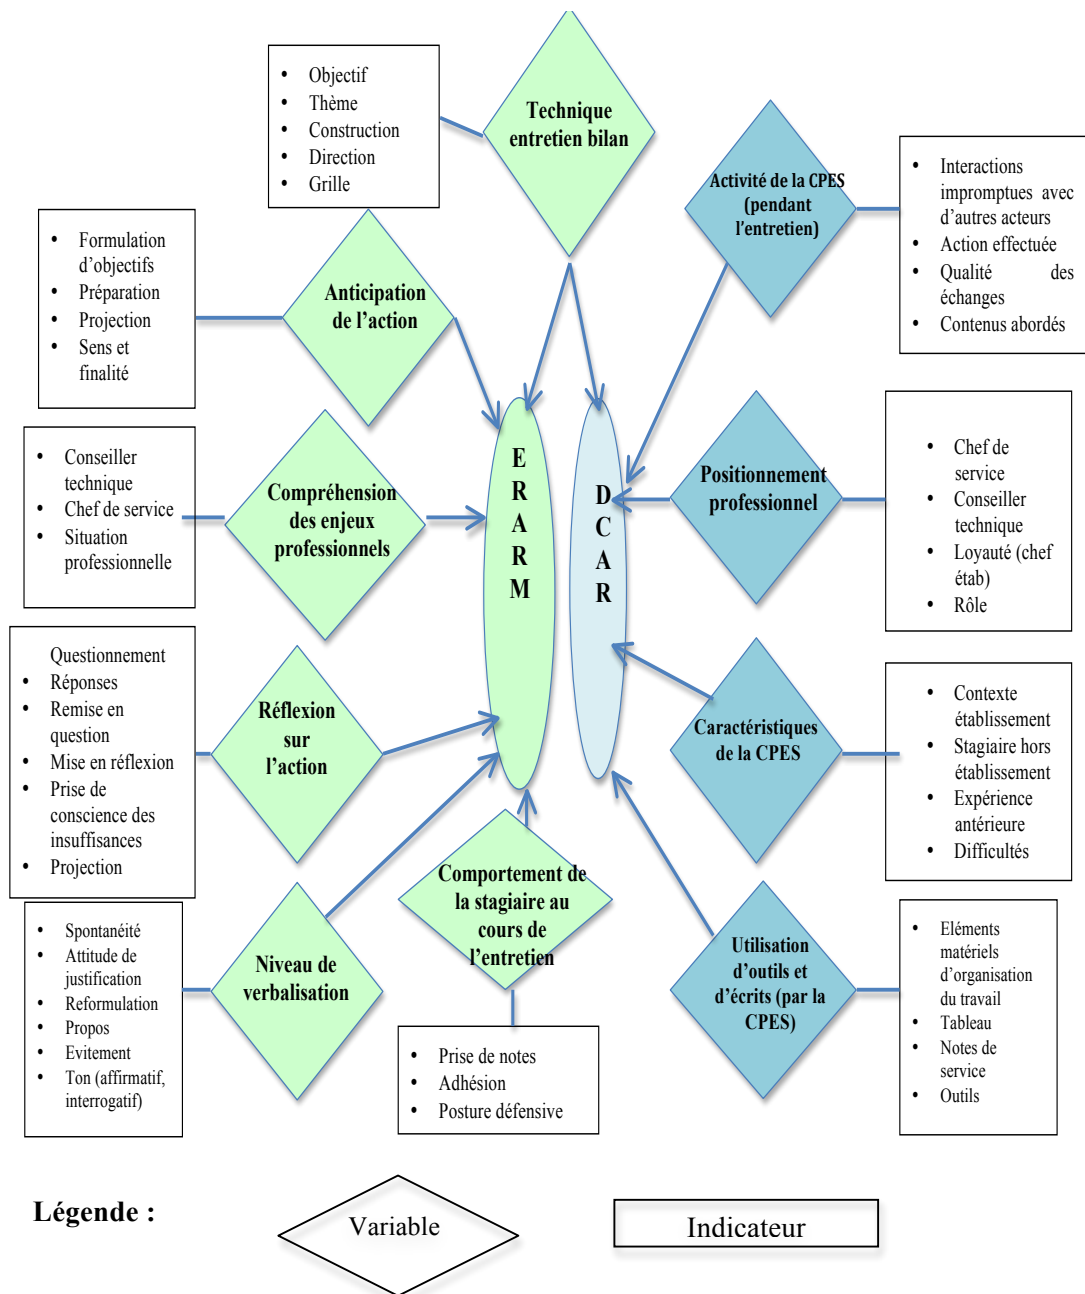 • Objectif
• Thème
• Construction
• Direction
• Grille
Technique
entretien bilan
Activité de la CPES
(pendant
l'entretien)
• Interactions
impromptues avec
d'autres acteurs
• Action effectuée
• Qualité des
échanges
• Contenus abordés
• Formulation
d'objectifs
• Préparation
• Projection
• Sens et
finalité
Anticipation
de l'action
• Conseiller
technique
• Chef de service
• Situation
professionnelle
Compréhension
des enjeux
professionnels
E
R
A
R
M
D
C
A
R
Positionnement
professionnel
• Chef de
service
• Conseiller
technique
• Loyauté (chef
étab)
• Rôle
Questionnement
• Réponses
• Remise en
question
• Mise en réflexion
• Prise de
conscience des
insuffisances
• Projection
Réflexion
sur
l'action
Caractéristiques
de la CPES
• Contexte
établissement
• Stagiaire hors
établissement
• Expérience
antérieure
• Difficultés
• Spontanéité
• Attitude de
justification
• Reformulation
• Propos
• Evitement
• Ton (affirmatif,
interrogatif)
Niveau de
verbalisation
Comportement de
la stagiaire au
cours de
l'entretien
• Prise de notes
• Adhésion
• Posture défensive
Utilisation
d'outils et
d'écrits (par la
CPES)
• Eléments
matériels
d'organisation
du travail
• Tableau
• Notes de
service
• Outils
Légende :
Variable
Indicateur